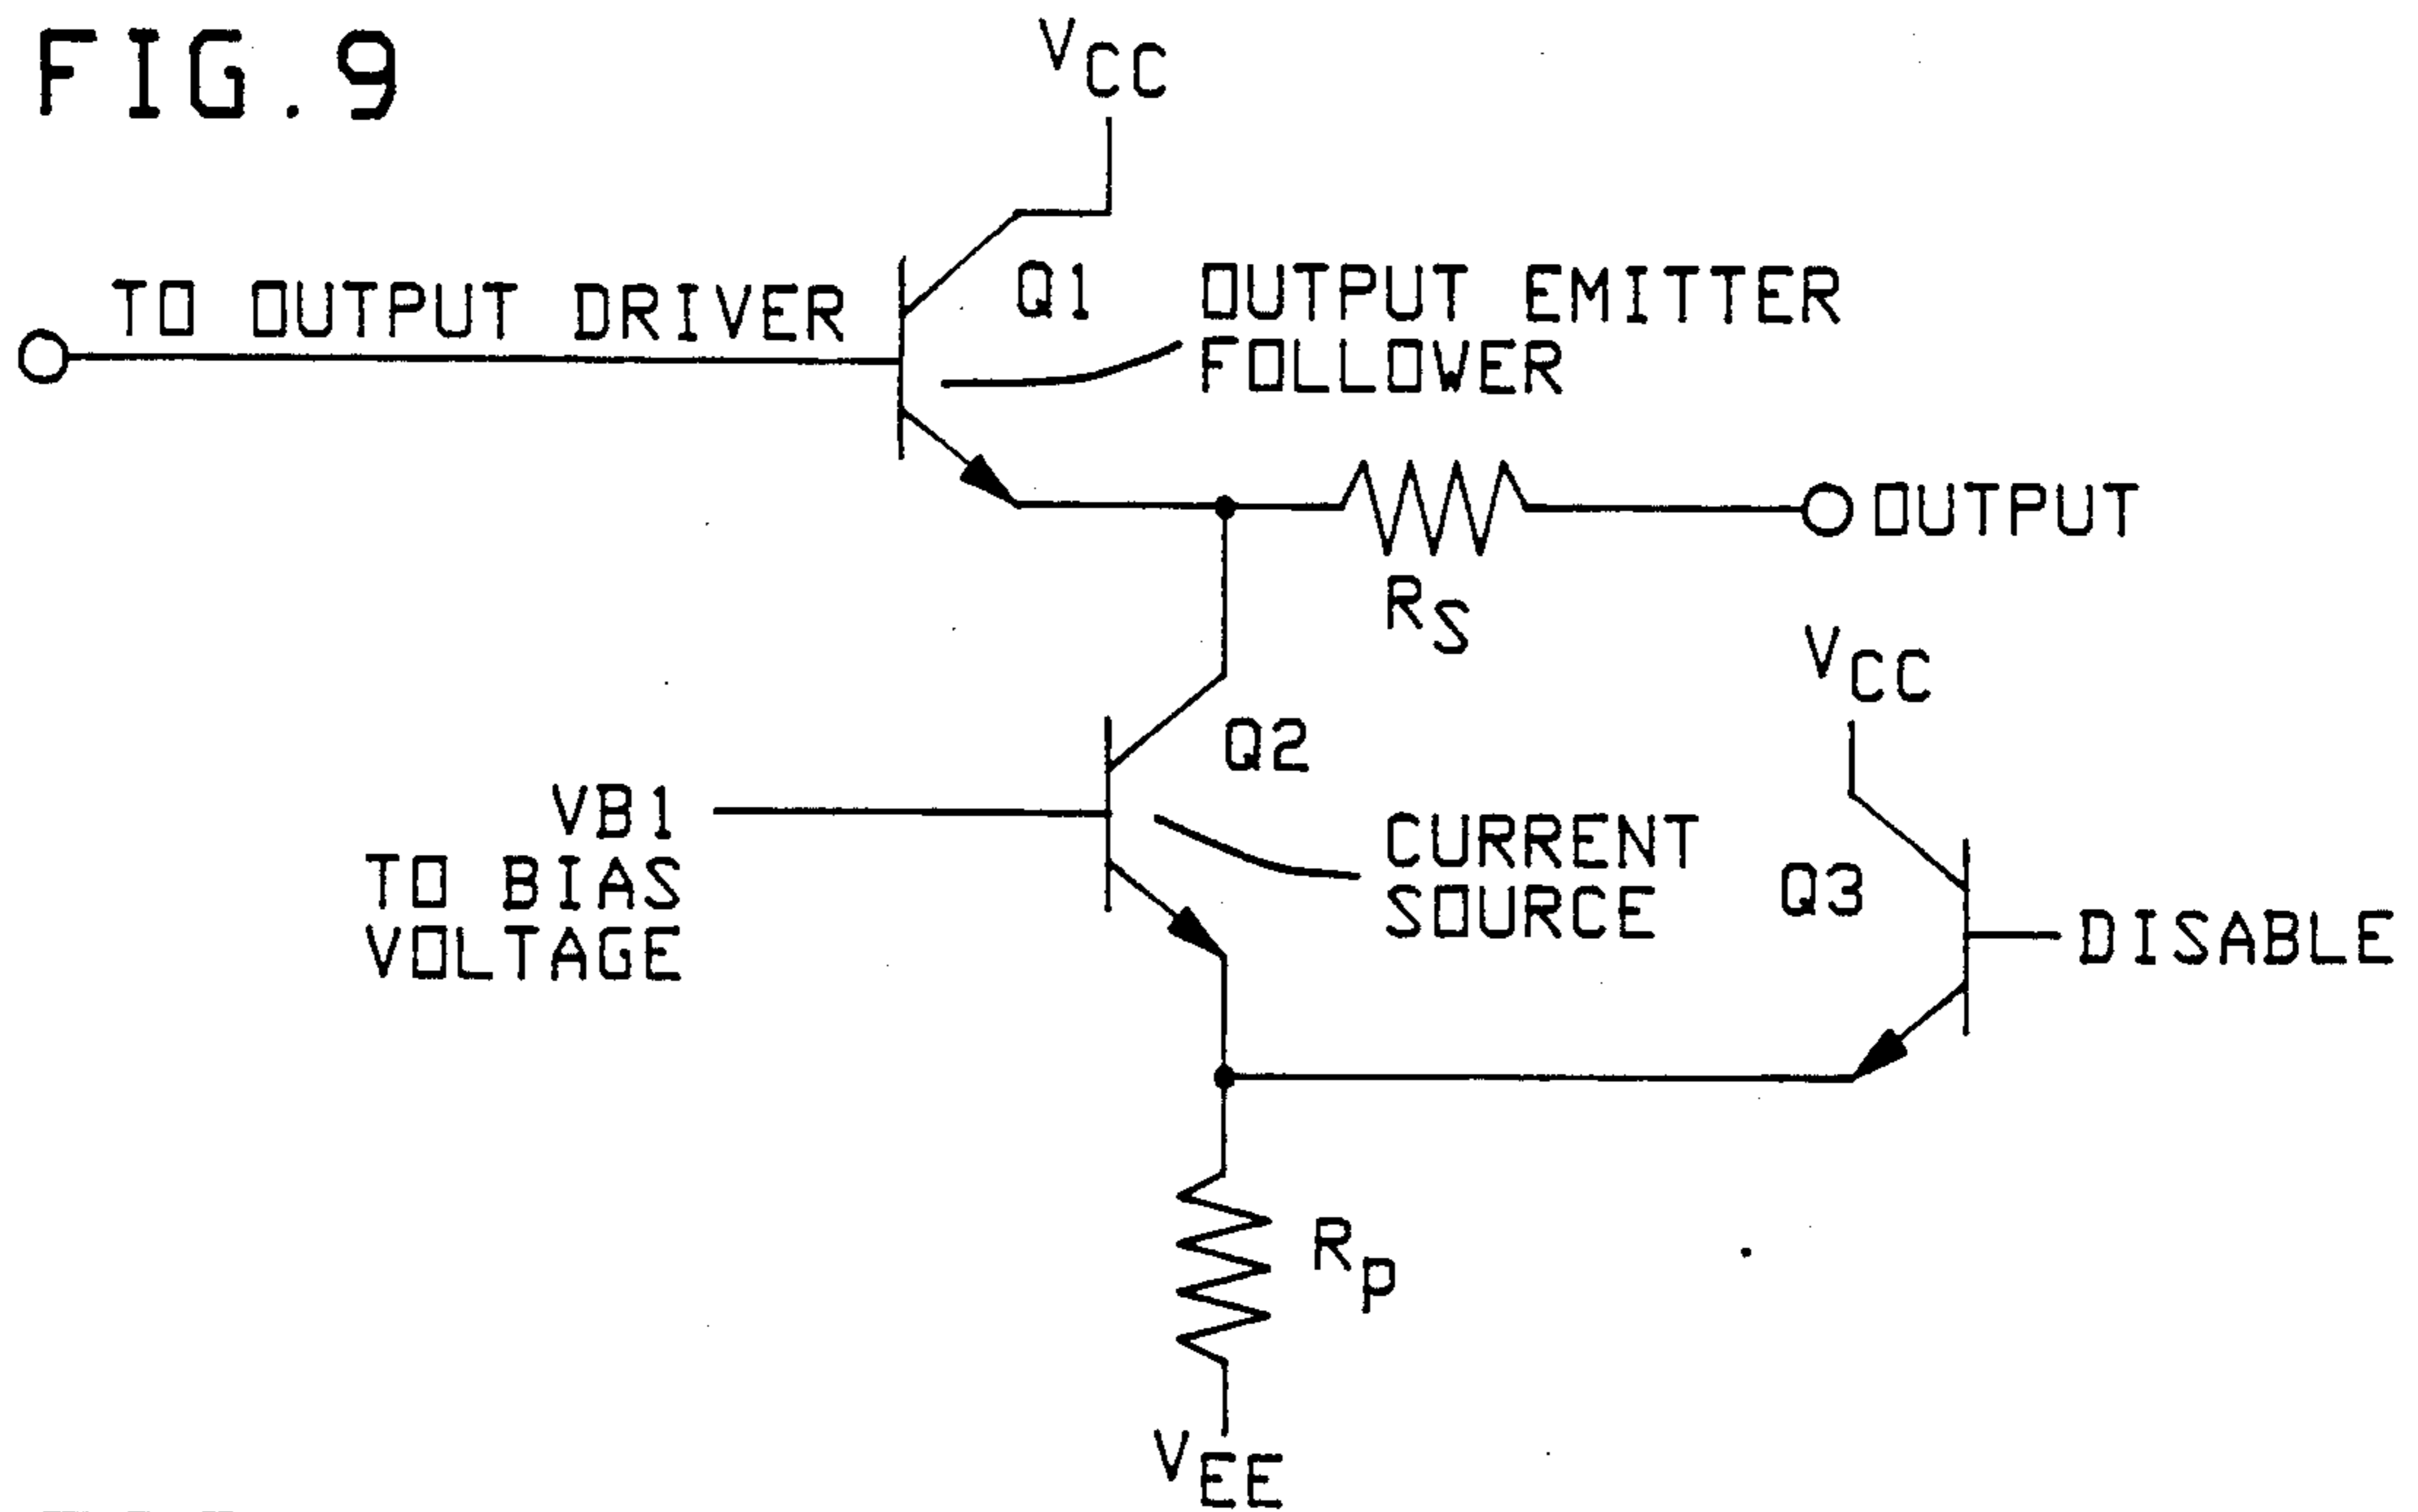 FIG.9
VCC
TO OUTPUT DRIVER
Q1
OUTPUT EMITTER
FOLLOWER
OUTPUT
RS
VCC
Q2
VB1
TO BIAS
VOLTAGE
CURRENT
SOURCE
Q3
DISABLE
RP
VEE